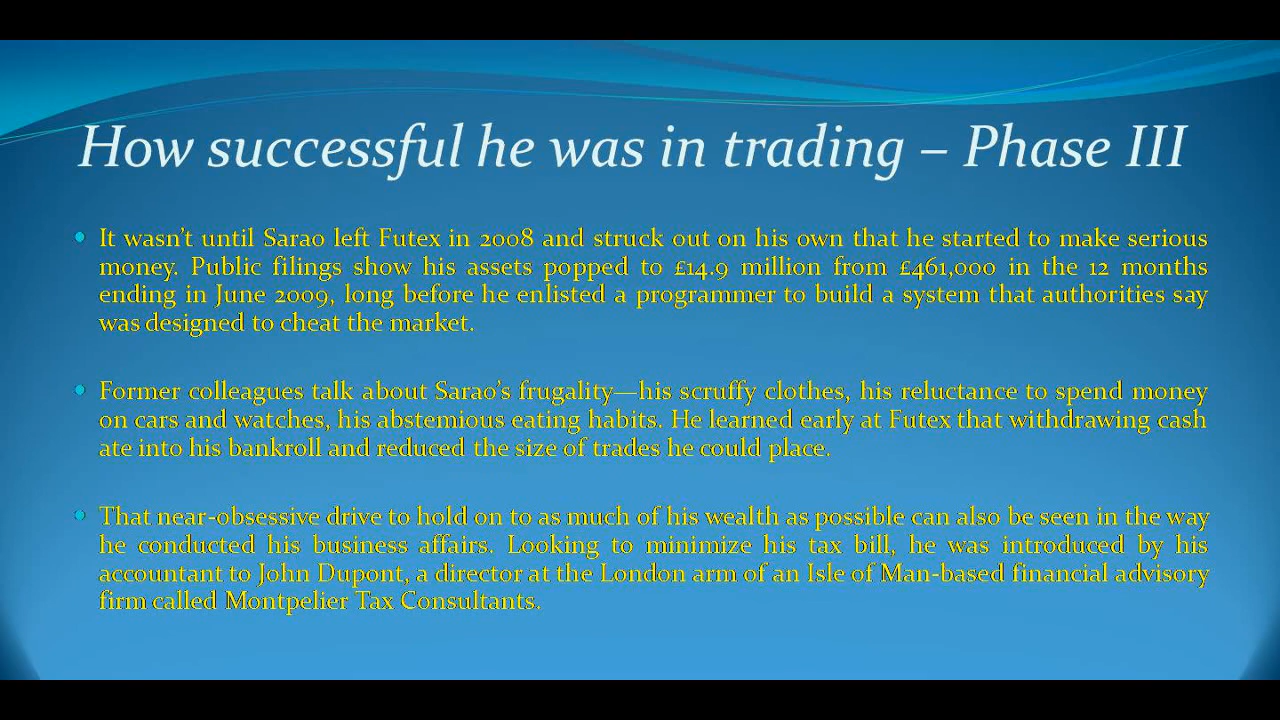 How successful he was in trading – Phase III
It wasn't until Sarao left Futex in 2008 and struck out on his own that he started to make serious
money. Public filings show his assets popped to £14.9 million from £461,000 in the 12 months
ending in June 2009, long before he enlisted a programmer to build a system that authorities say
was designed to cheat the market.
Former colleagues talk about Sarao's frugality—his scruffy clothes, his reluctance to spend money
on cars and watches, his abstemious eating habits. He learned early at Futex that withdrawing cash
ate into his bankroll and reduced the size of trades he could place.
That near-obsessive drive to hold on to as much of his wealth as possible can also be seen in the way
he conducted his business affairs. Looking to minimize his tax bill, he was introduced by his
accountant to John Dupont, a director at the London arm of an Isle of Man-based financial advisory
firm called Montpelier Tax Consultants.